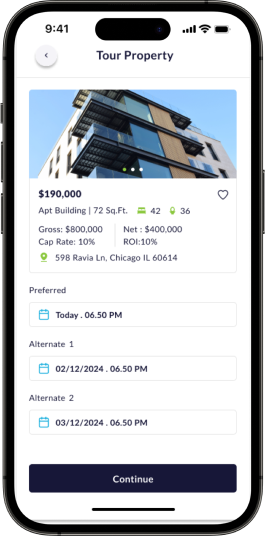 9:41
Tour Property
$190,000
Apt Building | 72 Sq.Ft. 42 36
Gross: $800,000 Net : $400,000
Cap Rate: 10% ROI:10%
598 Ravia Ln, Chicago IL 60614
Preferred
Today . 06.50 PM
Alternate 1
02/12/2024 . 06.50 PM
Alternate 2
03/12/2024 . 06.50 PM
Continue